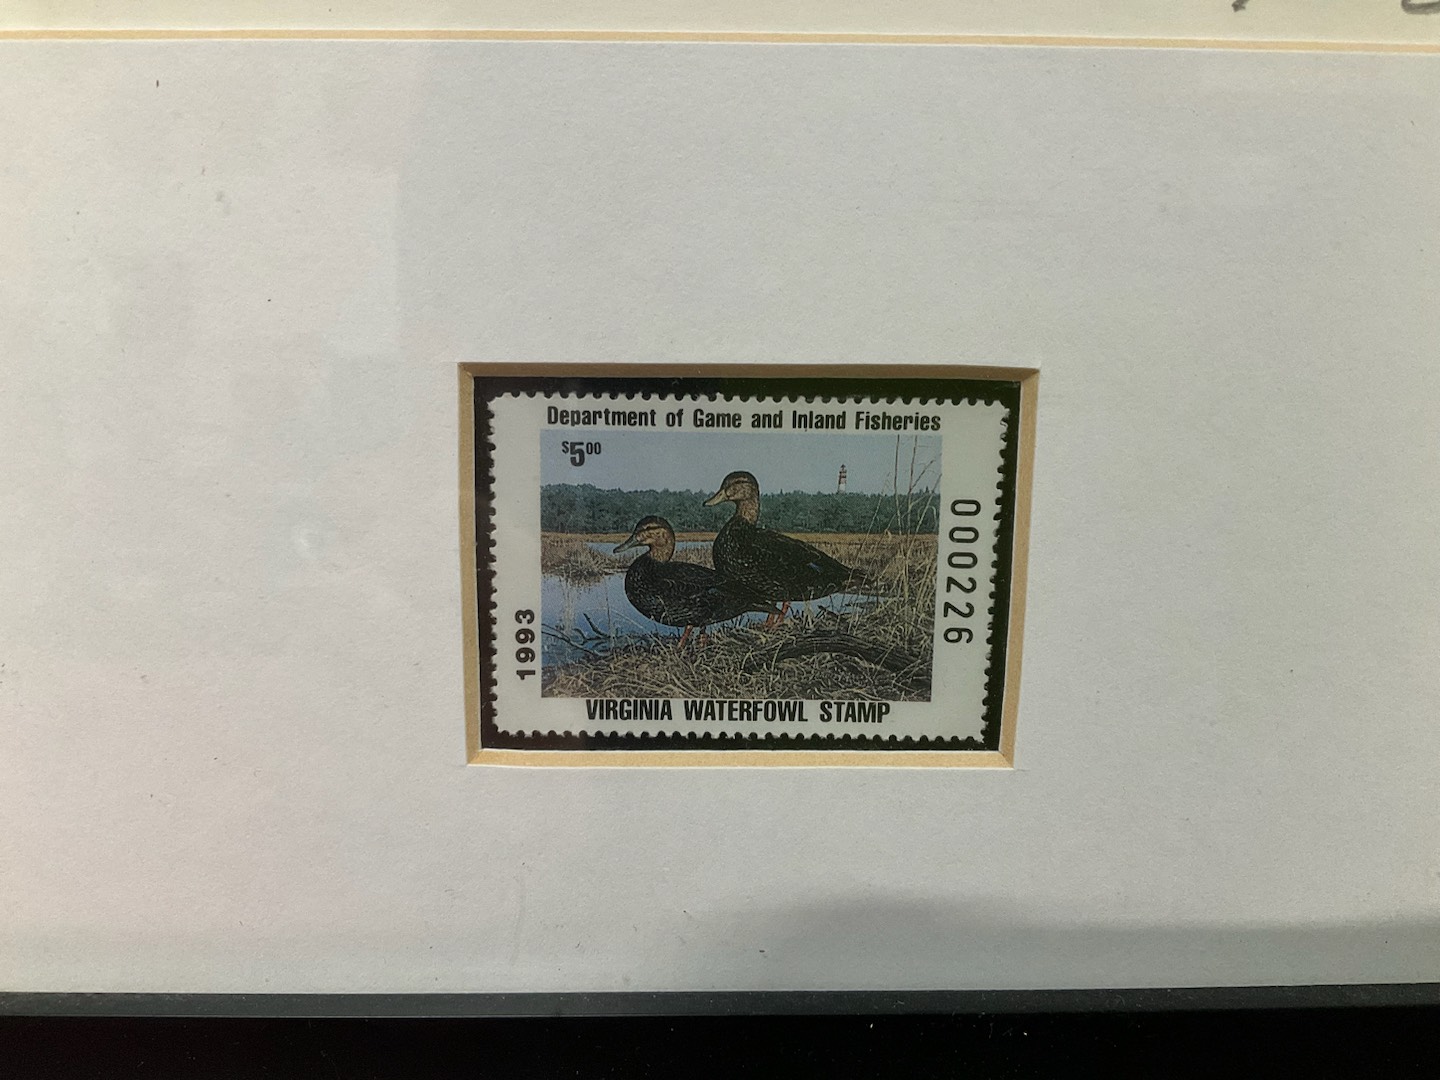 Department of Game and Inland Fisheries
$5.00
000226
1993
VIRGINIA WATERFOWL STAMP